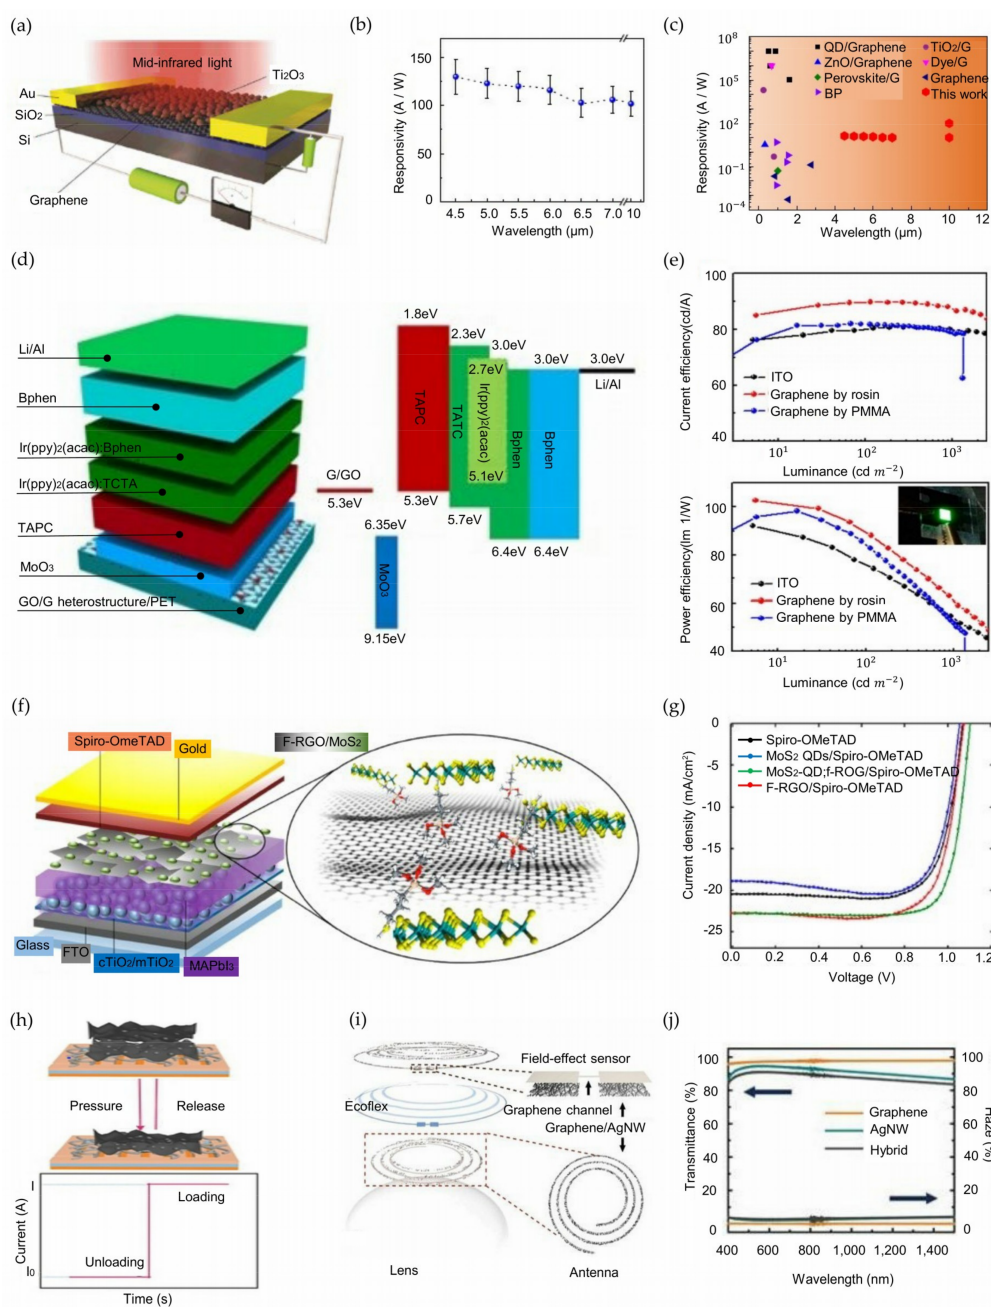 (a)
Mid-infrared light
Ti2O3
Au
SiO2
Si
Graphene
(b)
Responsivity (A / W)
150
100
50
0
4.5 5.0 5.5 6.0 6.5 7.0 10
Wavelength (µm)
(c)
Responsivity (A / W)
10^8
10^5
10^2
10^−1
10^−4
QD/Graphene
ZnO/Graphene
Perovskite/G
BP
TiO2/G
Dye/G
Graphene
This work
0 2 4 6 8 10 12
Wavelength (µm)
(d)
Li/Al
Bphen
Ir(ppy)2(acac):Bphen
Ir(ppy)2(acac):TCTA
TAPC
MoO3
GO/G heterostructure/PET
G/GO
5.3eV
6.35eV
MoO3
9.15eV
1.8eV
TAPC
5.3eV
2.3eV
TATC
5.7eV
3.0eV
2.7eV
Ir(ppy)2(acac)
5.1eV
Bphen
6.4eV
3.0eV
Bphen
6.4eV
3.0eV
Li/Al
(e)
Current efficiency(cd/A)
100
80
60
40
ITO
Graphene by rosin
Graphene by PMMA
10^1 10^2 10^3
Luminance (cd m^−2)
Power efficiency(lm 1/W)
100
80
60
40
ITO
Graphene by rosin
Graphene by PMMA
10^1 10^2 10^3
Luminance (cd m^−2)
(f)
Spiro-OmeTAD
Gold
F-RGO/MoS2
Glass
FTO
cTiO2/mTiO2
MAPbI3
(g)
Current density (mA/cm²)
0
-5
-10
-15
-20
-25
Spiro-OMeTAD
MoS2 QDs/Spiro-OMeTAD
MoS2-QD;f-ROG/Spiro-OMeTAD
F-RGO/Spiro-OMeTAD
0.0 0.2 0.4 0.6 0.8 1.0 1.2
Voltage (V)
(h)
Pressure
Release
Current (A)
I
I0
Loading
Unloading
Time (s)
(i)
Field-effect sensor
Ecoflex
Graphene channel
Graphene/AgNW
Lens
Antenna
(j)
Transmittance (%)
100
80
60
40
20
0
Graphene
AgNW
Hybrid
100
80
60
40
20
0
Haze (%)
400 800 1,200 1,500
Wavelength (nm)